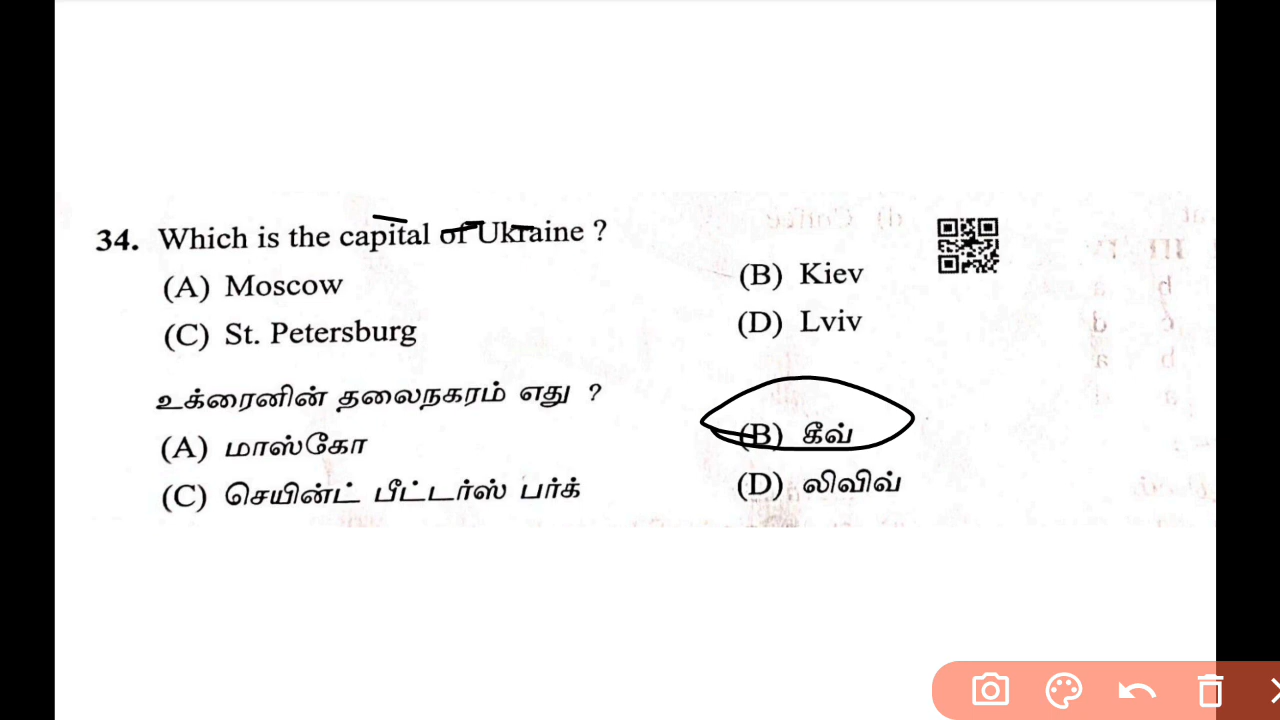 34. Which is the capital of Ukraine ?
(A) Moscow (B) Kiev
(C) St. Petersburg (D) Lviv
உக்ரைனின் தலைநகரம் எது ?
(A) மாஸ்கோ (B) கீவ்
(C) செயின்ட் பீட்டர்ஸ் பர்க் (D) லிவிவ்